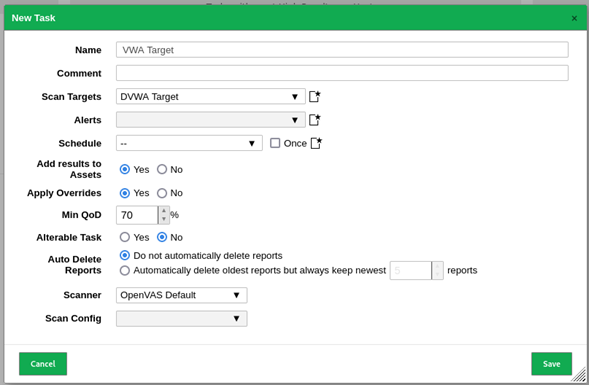 New Task ×
Name VWA Target
Comment
Scan Targets DVWA Target ▼
Alerts ▼
Schedule -- ▼ Once
Add results to Assets Yes No
Apply Overrides Yes No
Min QoD 70 %
Alterable Task Yes No
Auto Delete Reports Do not automatically delete reports
Automatically delete oldest reports but always keep newest 5 reports
Scanner OpenVAS Default ▼
Scan Config ▼
Cancel Save